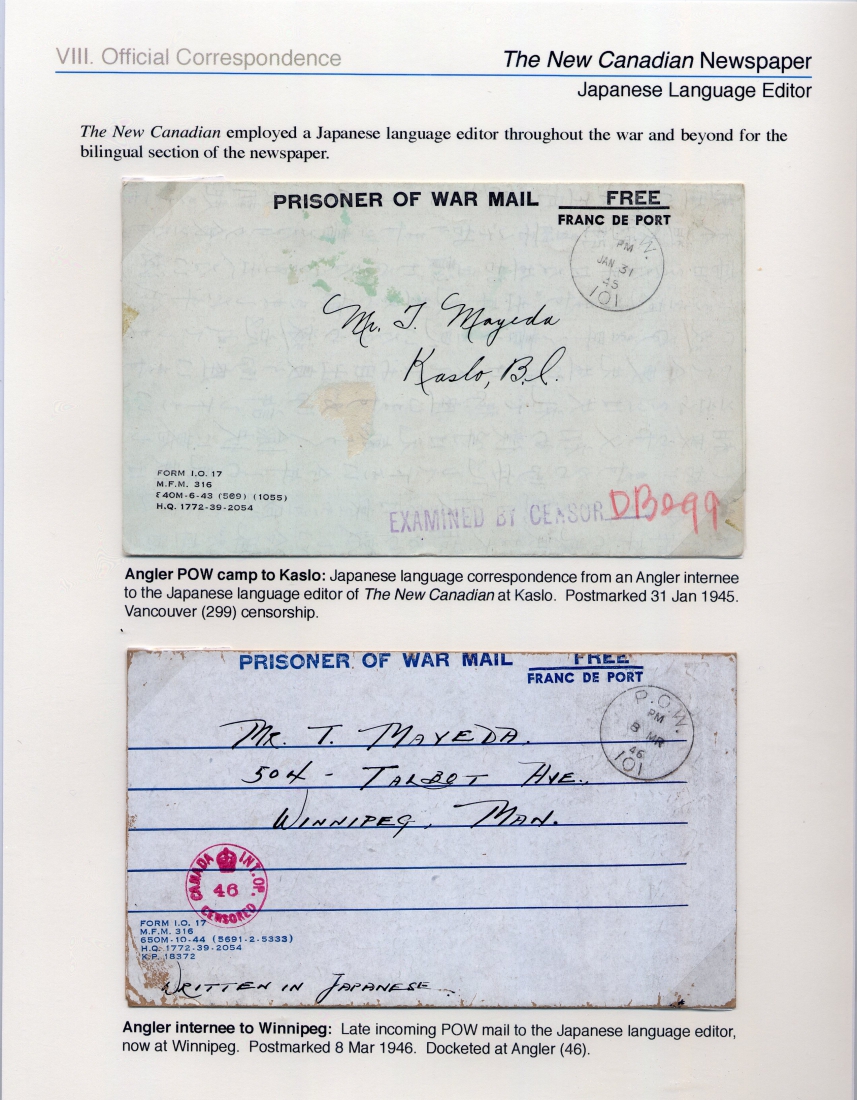 VIII. Official Correspondence
The New Canadian Newspaper
Japanese Language Editor
The New Canadian employed a Japanese language editor throughout the war and beyond for the
bilingual section of the newspaper.
PRISONER OF WAR MAIL
FREE
FRANC DE PORT
P.O.W.
PM
JAN 31
45
101
Mr. T. Mayeda
Kaslo, B.C.
FORM I.O. 17
M.F.M. 316
840M-6-43 (589) (1055)
H.Q. 1772-39-2054
EXAMINED BY CENSOR DB299
Angler POW camp to Kaslo: Japanese language correspondence from an Angler internee
to the Japanese language editor of The New Canadian at Kaslo. Postmarked 31 Jan 1945.
Vancouver (299) censorship.
PRISONER OF WAR MAIL
FREE
FRANC DE PORT
P.O.W.
PM
8 MR
46
101
MR. T. MAYEDA.
504 - TALBOT AVE.
WINNIPEG, MAN.
CANADA INT. OP.
46
CENSORED
FORM I.O. 17
M.F.M. 316
650M-10-44 (5691-2-5333)
H.Q. 1772-39-2054
K.P. 18372
WRITTEN IN JAPANESE
Angler internee to Winnipeg: Late incoming POW mail to the Japanese language editor,
now at Winnipeg. Postmarked 8 Mar 1946. Docketed at Angler (46).